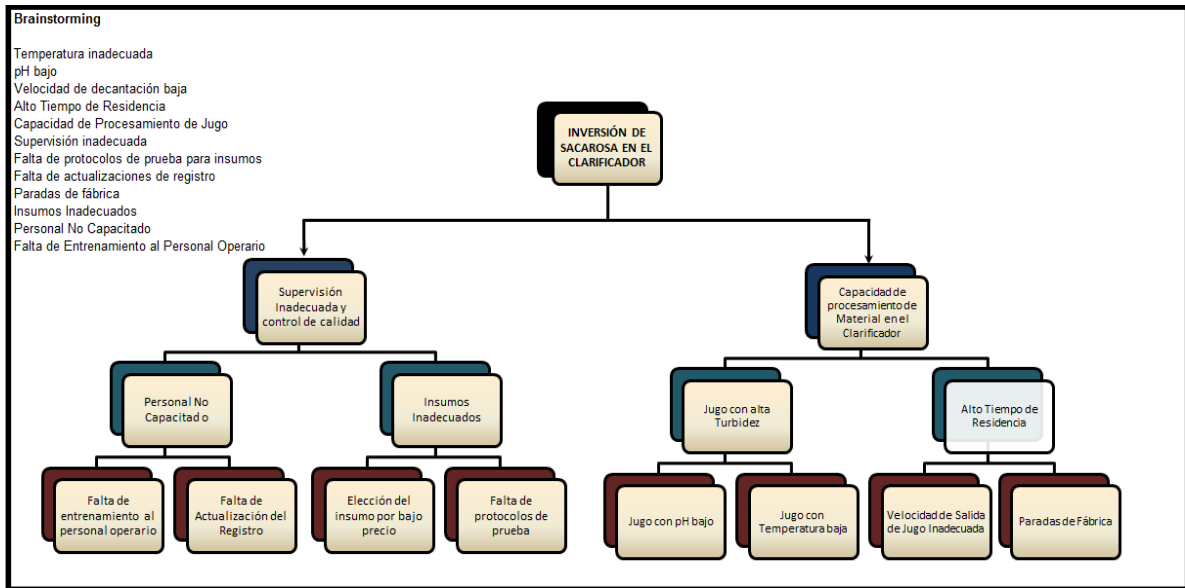 Brainstorming
Temperatura inadecuada
pH bajo
Velocidad de decantación baja
Alto Tiempo de Residencia
Capacidad de Procesamiento de Jugo
Supervisión inadecuada
Falta de protocolos de prueba para insumos
Falta de actualizaciones de registro
Paradas de fábrica
Insumos Inadecuados
Personal No Capacitado
Falta de Entrenamiento al Personal Operario
INVERSIÓN DE
SACAROSA EN EL
CLARIFICADOR
Supervisión
Inadecuada y
control de calidad
Capacidad de
procesamiento de
Material en el
Clarificador
Personal No
Capacitad o
Insumos
Inadecuados
Jugo con alta
Turbidez
Alto Tiempo de
Residencia
Falta de
entrenamiento al
personal operario
Falta de
Actualización del
Registro
Elección del
insumo por bajo
precio
Falta de
protocolos de
prueba
Jugo con pH bajo
Jugo con
Temperatura baja
Velocidad de Salida
de Jugo Inadecuada
Paradas de Fábrica